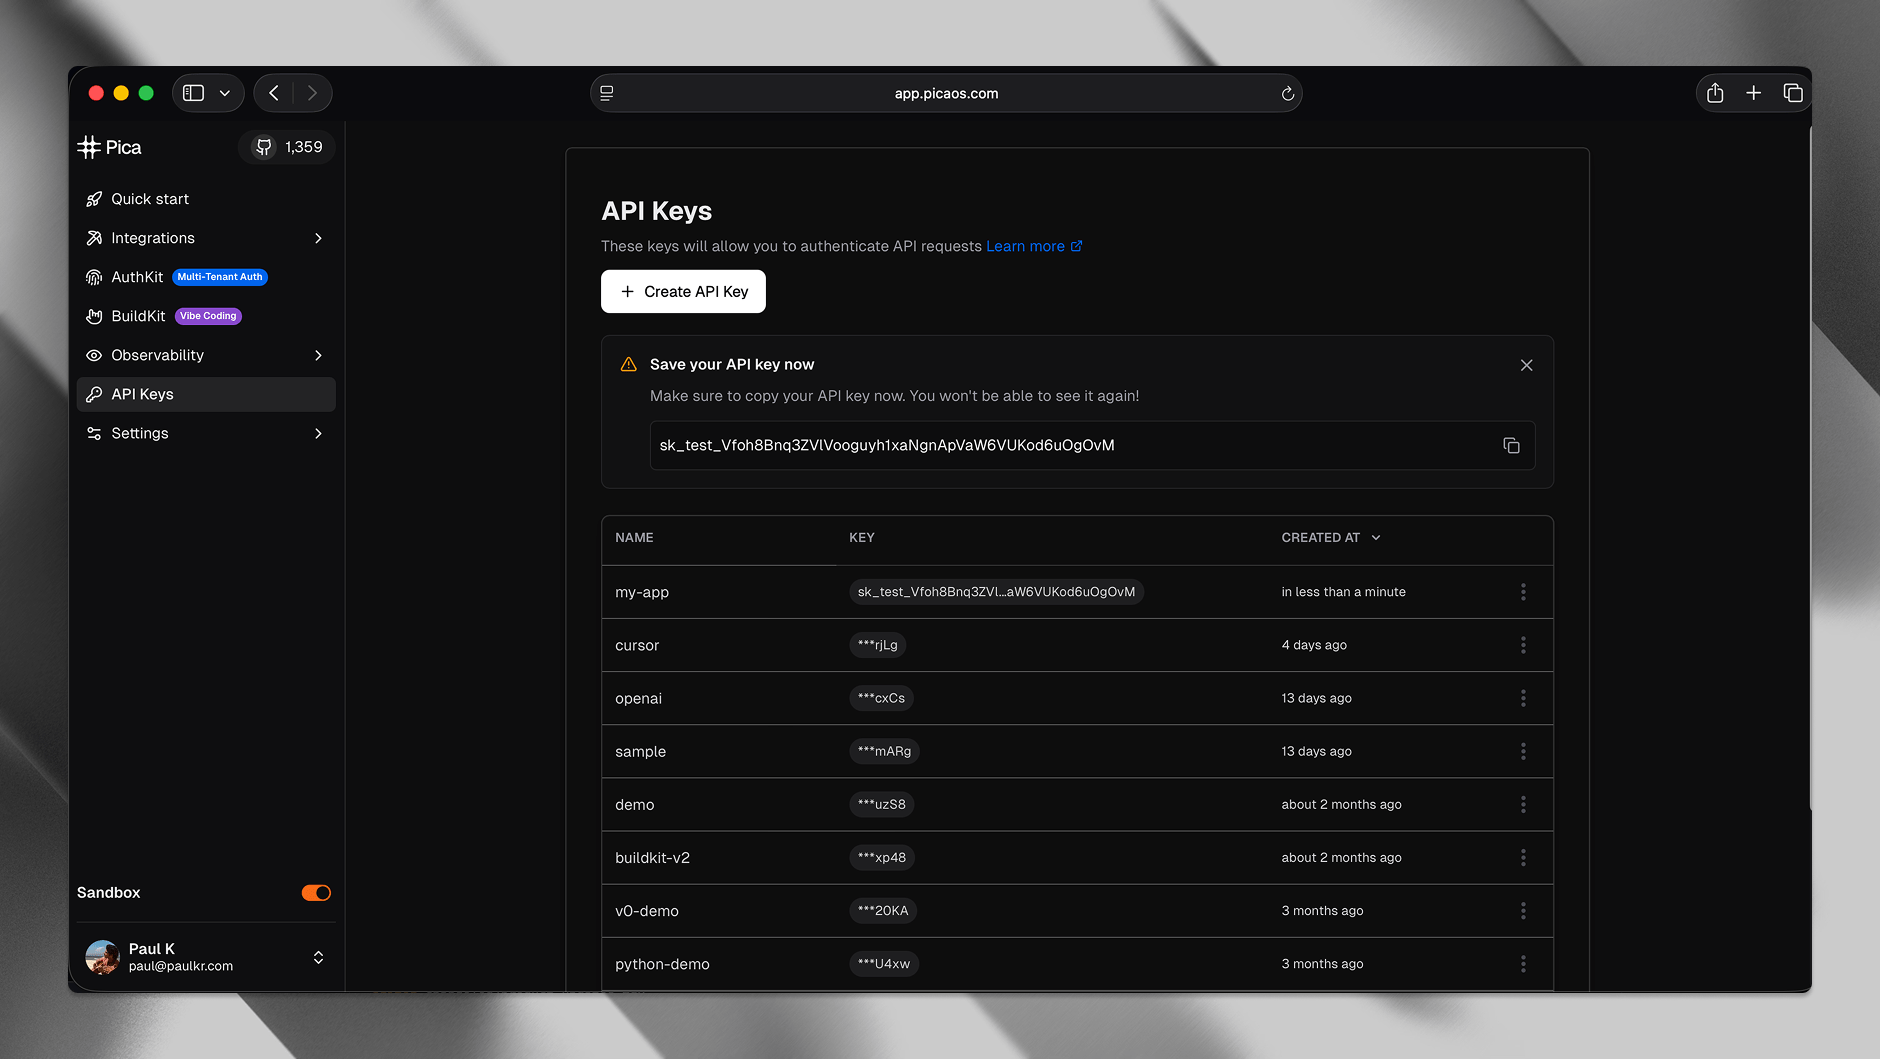 app.picaos.com
Pica
1,359
Quick start
Integrations
AuthKit Multi-Tenant Auth
BuildKit Vibe Coding
Observability
API Keys
Settings
Sandbox
Paul K
paul@paulkr.com
API Keys
These keys will allow you to authenticate API requests Learn more
+ Create API Key
Save your API key now
Make sure to copy your API key now. You won't be able to see it again!
sk_test_Vfoh8Bnq3ZVlVooguyh1xaNgnApVaW6VUKod6uOgOvM
NAME KEY CREATED AT
my-app sk_test_Vfoh8Bnq3ZVl...aW6VUKod6uOgOvM in less than a minute
cursor ***rjLg 4 days ago
openai ***cxCs 13 days ago
sample ***mARg 13 days ago
demo ***uzS8 about 2 months ago
buildkit-v2 ***xp48 about 2 months ago
v0-demo ***20KA 3 months ago
python-demo ***U4xw 3 months ago